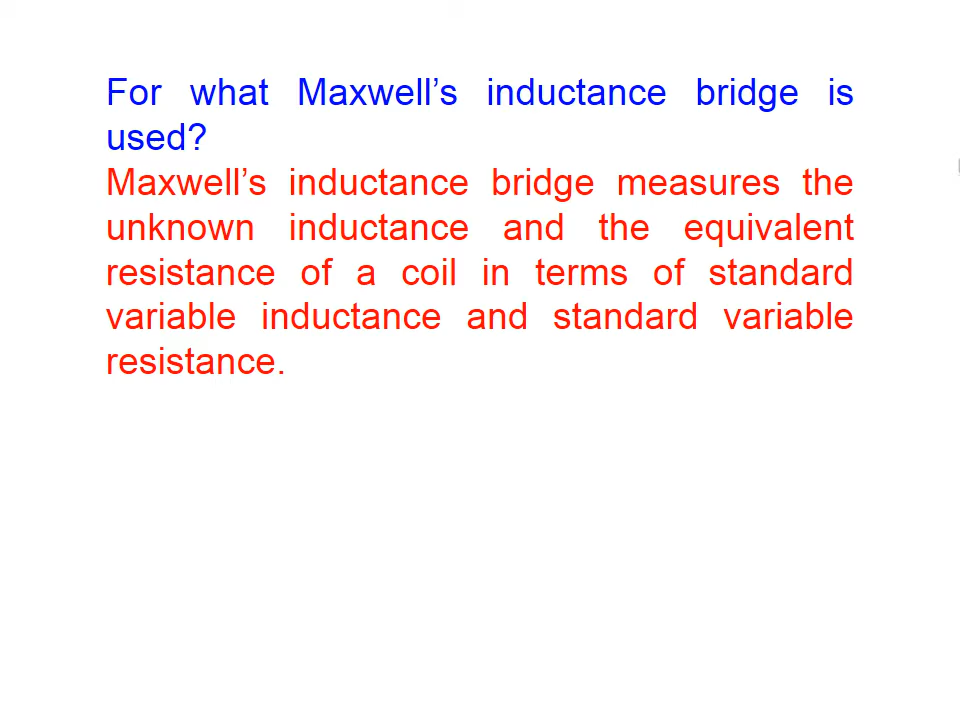 For what Maxwell’s inductance bridge is
used?
Maxwell’s inductance bridge measures the
unknown inductance and the equivalent
resistance of a coil in terms of standard
variable inductance and standard variable
resistance.